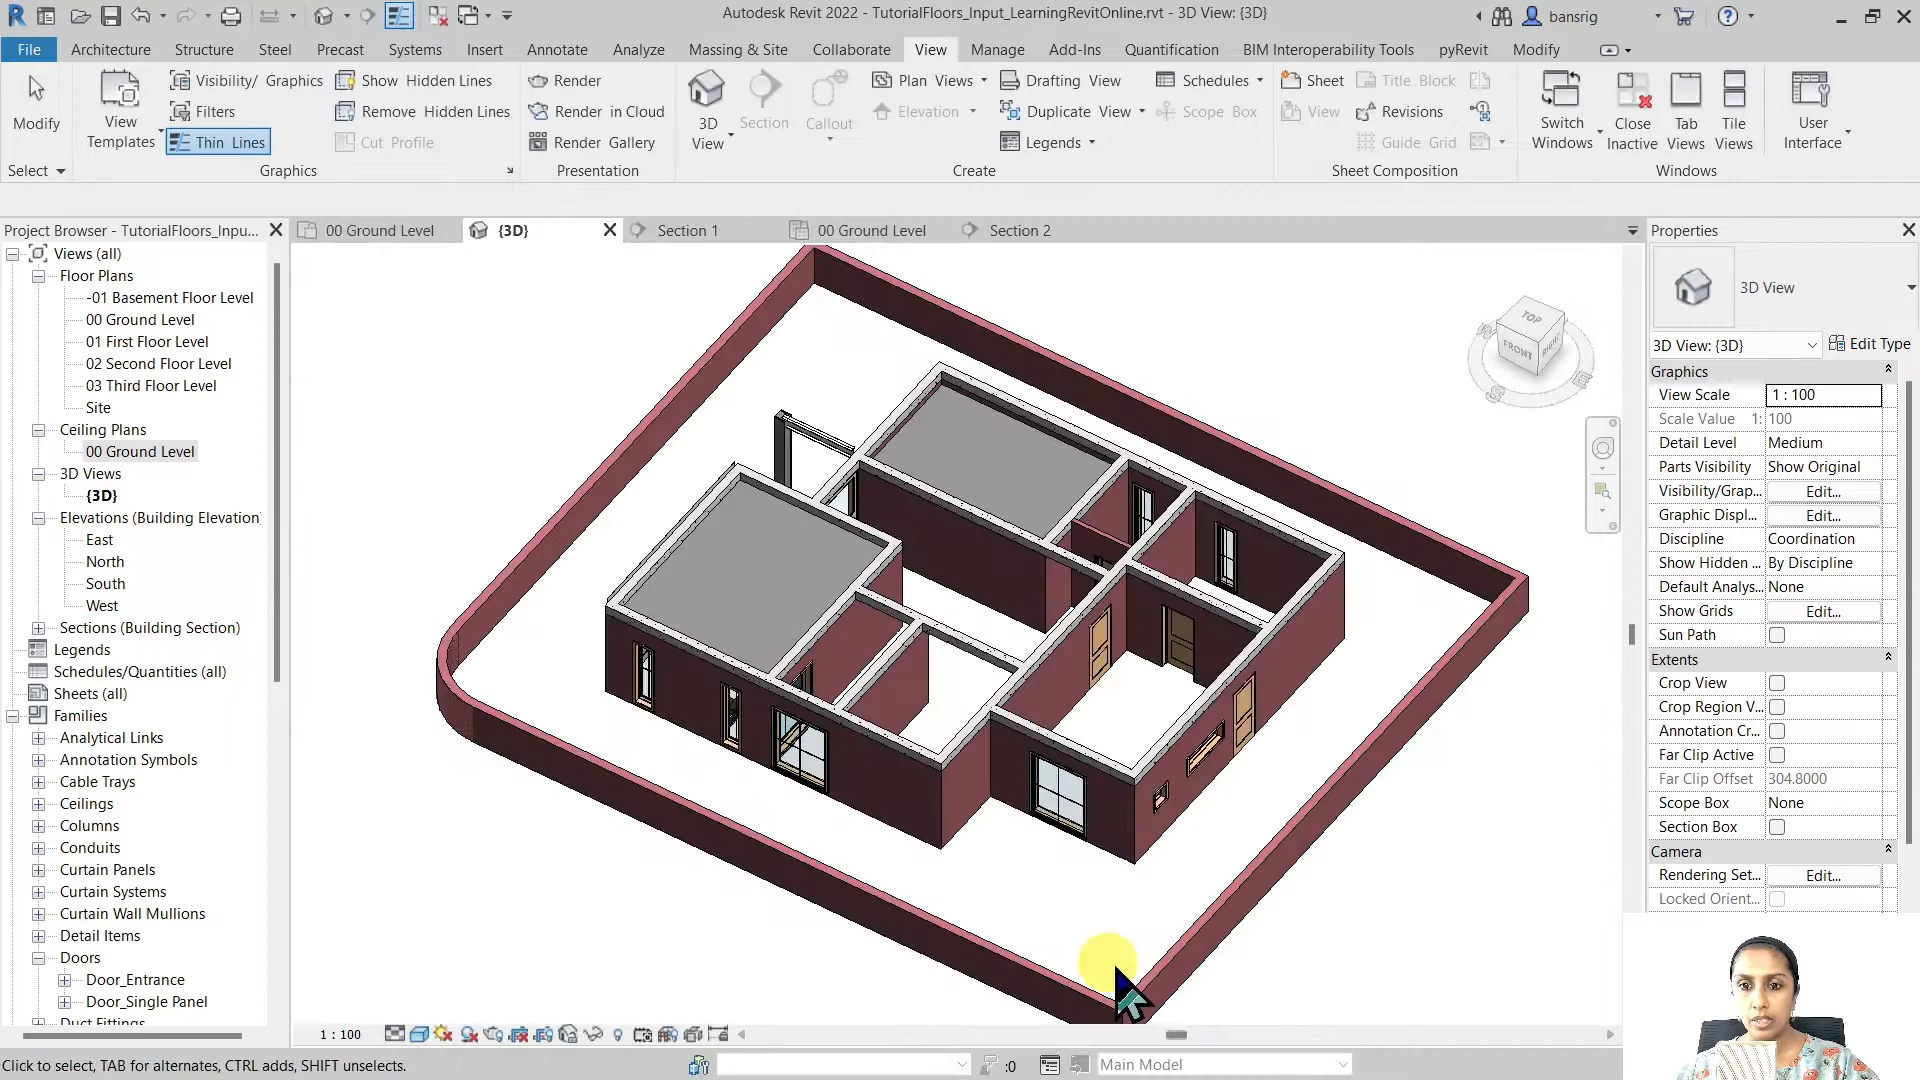 Autodesk Revit 2022 - TutorialFloors_Input_LearningRevitOnline.rvt - 3D View: {3D}
bansrig
File Architecture Structure Steel Precast Systems Insert Annotate Analyze Massing & Site Collaborate View Manage Add-Ins Quantification BIM Interoperability Tools pyRevit Modify
Modify
View Templates
Visibility/ Graphics
Filters
Thin Lines
Show Hidden Lines
Remove Hidden Lines
Cut Profile
Render
Render in Cloud
Render Gallery
3D View
Section
Callout
Plan Views
Elevation
Drafting View
Duplicate View
Legends
Schedules
Scope Box
Sheet
View
Title Block
Revisions
Guide Grid
Switch Windows
Close Inactive
Tab Views
Tile Views
User Interface
Select Graphics Presentation Create Sheet Composition Windows
Project Browser - TutorialFloors_Inpu...
00 Ground Level
{3D}
Section 1
00 Ground Level
Section 2
Views (all)
Floor Plans
-01 Basement Floor Level
00 Ground Level
01 First Floor Level
02 Second Floor Level
03 Third Floor Level
Site
Ceiling Plans
00 Ground Level
3D Views
{3D}
Elevations (Building Elevation)
East
North
South
West
Sections (Building Section)
Legends
Schedules/Quantities (all)
Sheets (all)
Families
Analytical Links
Annotation Symbols
Cable Trays
Ceilings
Columns
Conduits
Curtain Panels
Curtain Systems
Curtain Wall Mullions
Detail Items
Doors
Door_Entrance
Door_Single Panel
Duct Fittings
TOP
FRONT
RIGHT
W
S
E
Properties
3D View
3D View: {3D} Edit Type
Graphics
View Scale 1 : 100
Scale Value 1: 100
Detail Level Medium
Parts Visibility Show Original
Visibility/Grap... Edit...
Graphic Displ... Edit...
Discipline Coordination
Show Hidden ... By Discipline
Default Analys... None
Show Grids Edit...
Sun Path
Extents
Crop View
Crop Region V...
Annotation Cr...
Far Clip Active
Far Clip Offset 304.8000
Scope Box None
Section Box
Camera
Rendering Set... Edit...
Locked Orient...
1 : 100
Click to select, TAB for alternates, CTRL adds, SHIFT unselects.
:0
Main Model